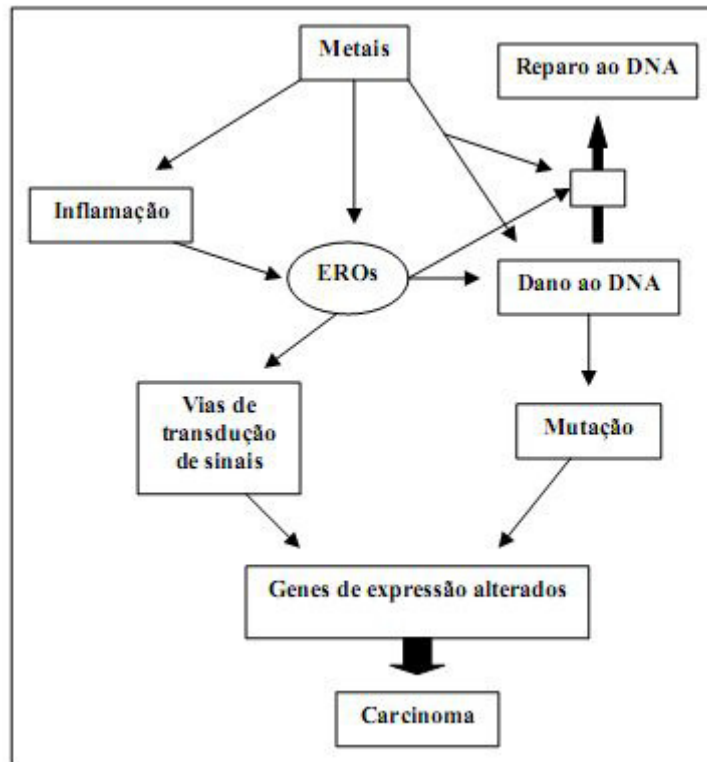 Metais
Reparo ao DNA
Inflamação
EROs
Dano ao DNA
Vias de
transdução
de sinais
Mutação
Genes de expressão alterados
Carcinoma